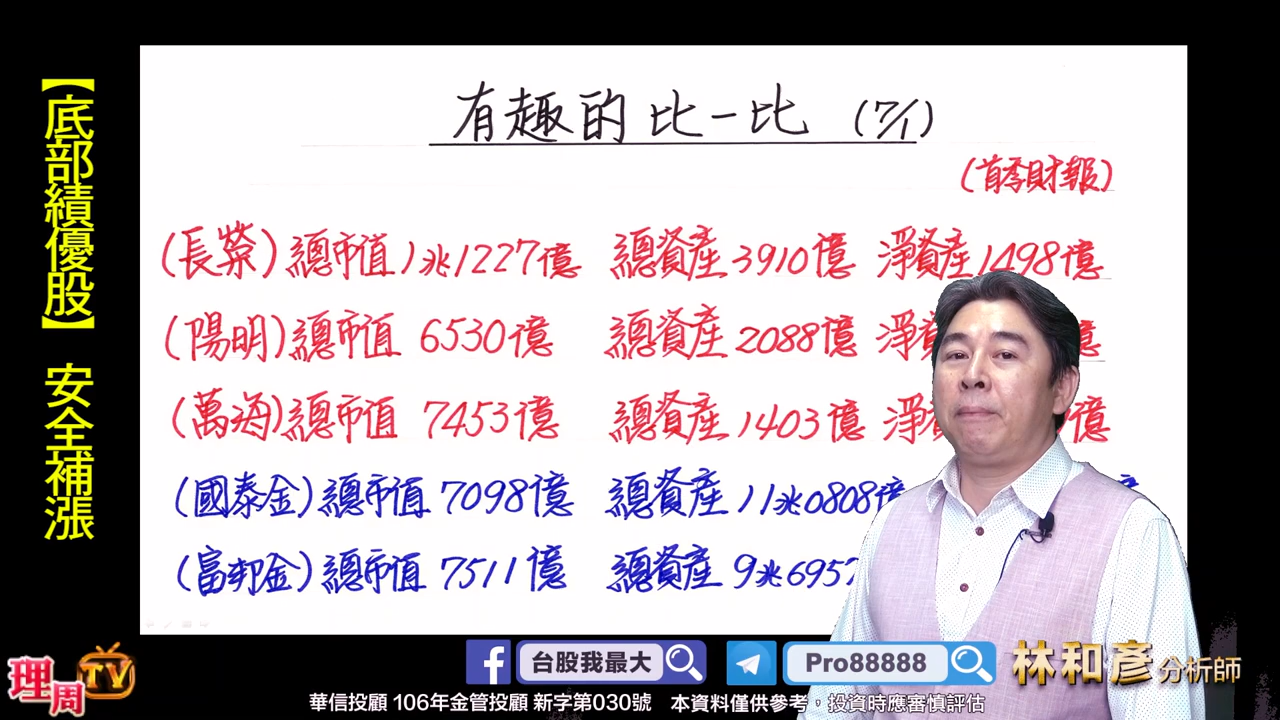 【底部績優股】 安全補漲
有趣的比一比 (7/1)
(首季財報)
(長榮) 總市值1兆1227億 總資產3910億 淨資產1498億
(陽明) 總市值 6530億 總資產 2088億 淨資 億
(萬海) 總市值 7453億 總資產 1403億 淨資 億
(國泰金) 總市值 7098億 總資產 11兆0808億
(富邦金) 總市值 7511億 總資產 9兆6957
理周TV
台股我最大
Pro88888
林和彥 分析師
華信投顧 106年金管投顧 新字第030號 本資料僅供參考，投資時應審慎評估